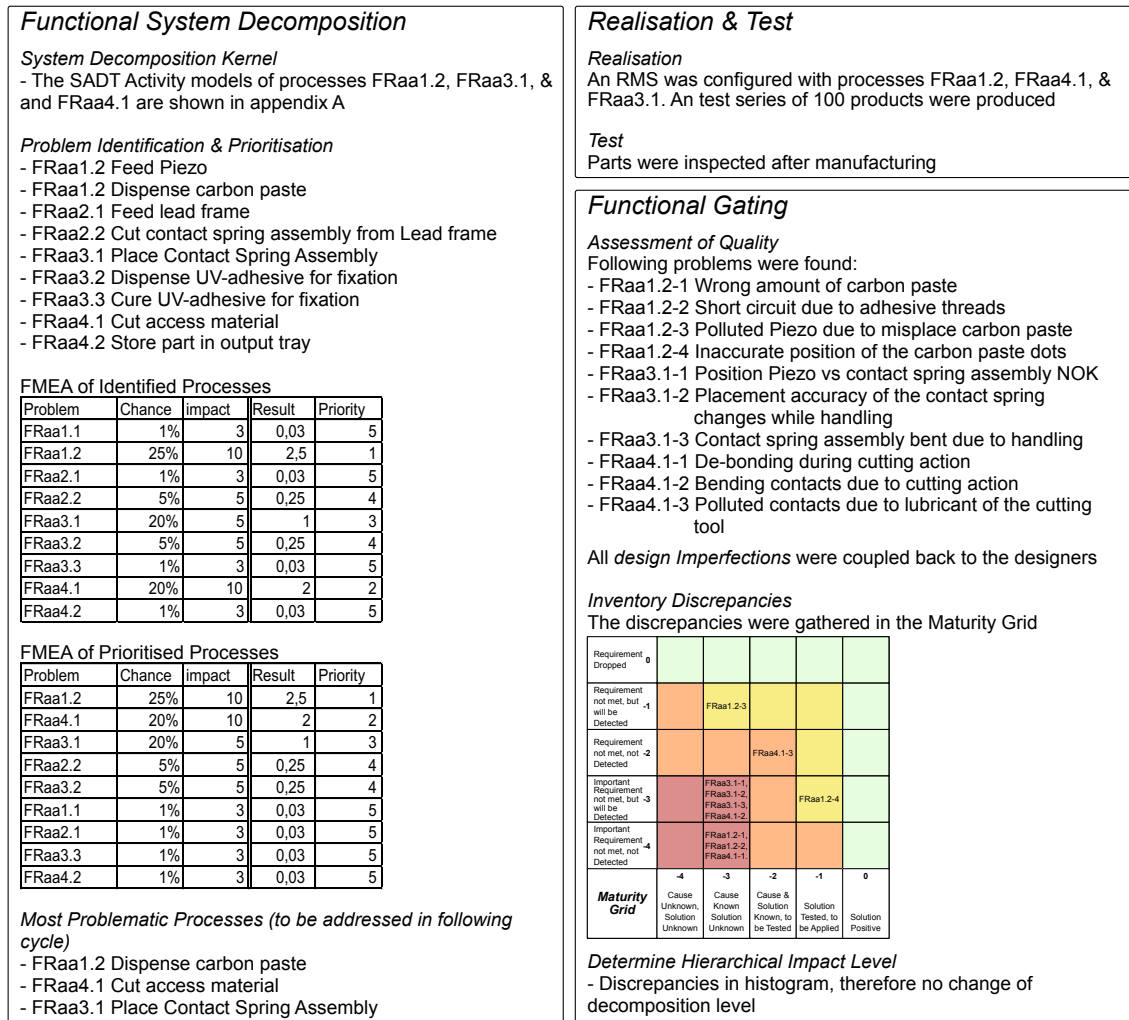 Functional System Decomposition
System Decomposition Kernel
- The SADT Activity models of processes FRaa1.2, FRaa3.1, &
and FRaa4.1 are shown in appendix A
Problem Identification & Prioritisation
- FRaa1.2 Feed Piezo
- FRaa1.2 Dispense carbon paste
- FRaa2.1 Feed lead frame
- FRaa2.2 Cut contact spring assembly from Lead frame
- FRaa3.1 Place Contact Spring Assembly
- FRaa3.2 Dispense UV-adhesive for fixation
- FRaa3.3 Cure UV-adhesive for fixation
- FRaa4.1 Cut access material
- FRaa4.2 Store part in output tray
FMEA of Identified Processes
Problem Chance impact Result Priority
FRaa1.1 1% 3 0,03 5
FRaa1.2 25% 10 2,5 1
FRaa2.1 1% 3 0,03 5
FRaa2.2 5% 5 0,25 4
FRaa3.1 20% 5 1 3
FRaa3.2 5% 5 0,25 4
FRaa3.3 1% 3 0,03 5
FRaa4.1 20% 10 2 2
FRaa4.2 1% 3 0,03 5
FMEA of Prioritised Processes
Problem Chance impact Result Priority
FRaa1.2 25% 10 2,5 1
FRaa4.1 20% 10 2 2
FRaa3.1 20% 5 1 3
FRaa2.2 5% 5 0,25 4
FRaa3.2 5% 5 0,25 4
FRaa1.1 1% 3 0,03 5
FRaa2.1 1% 3 0,03 5
FRaa3.3 1% 3 0,03 5
FRaa4.2 1% 3 0,03 5
Most Problematic Processes (to be addressed in following
cycle)
- FRaa1.2 Dispense carbon paste
- FRaa4.1 Cut access material
- FRaa3.1 Place Contact Spring Assembly
Realisation & Test
Realisation
An RMS was configured with processes FRaa1.2, FRaa4.1, &
FRaa3.1. An test series of 100 products were produced
Test
Parts were inspected after manufacturing
Functional Gating
Assessment of Quality
Following problems were found:
- FRaa1.2-1 Wrong amount of carbon paste
- FRaa1.2-2 Short circuit due to adhesive threads
- FRaa1.2-3 Polluted Piezo due to misplace carbon paste
- FRaa1.2-4 Inaccurate position of the carbon paste dots
- FRaa3.1-1 Position Piezo vs contact spring assembly NOK
- FRaa3.1-2 Placement accuracy of the contact spring
changes while handling
- FRaa3.1-3 Contact spring assembly bent due to handling
- FRaa4.1-1 De-bonding during cutting action
- FRaa4.1-2 Bending contacts due to cutting action
- FRaa4.1-3 Polluted contacts due to lubricant of the cutting
tool
All design Imperfections were coupled back to the designers
Inventory Discrepancies
The discrepancies were gathered in the Maturity Grid
Requirement
Dropped
0
Requirement
not met, but
will be
Detected
-1
FRaa1.2-3
Requirement
not met, not
Detected
-2
FRaa4.1-3
Important
Requirement
not met, but
will be
Detected
-3
FRaa3.1-1,
FRaa3.1-2,
FRaa3.1-3,
FRaa4.1-2.
FRaa1.2-4
Important
Requirement
not met, not
Detected
-4
FRaa1.2-1,
FRaa1.2-2,
FRaa4.1-1.
Maturity
Grid
-4
Cause
Unknown,
Solution
Unknown
-3
Cause
Known
Solution
Unknown
-2
Cause &
Solution
Known, to
be Tested
-1
Solution
Tested, to
be Applied
0
Solution
Positive
Determine Hierarchical Impact Level
- Discrepancies in histogram, therefore no change of
decomposition level